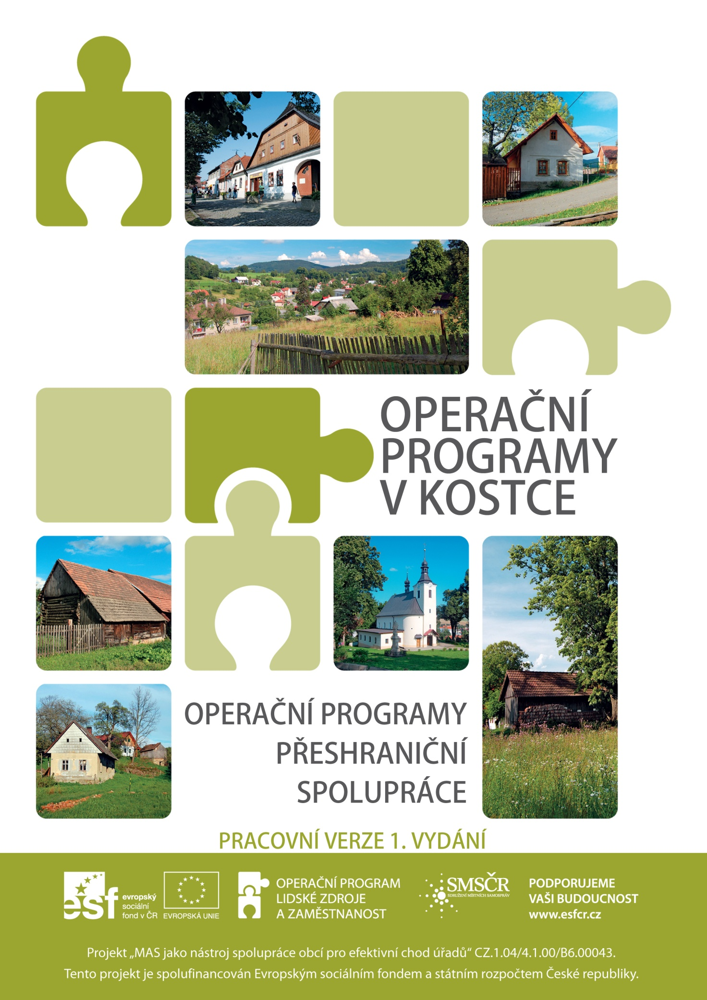 OPERAČNÍ
PROGRAMY
V KOSTCE
OPERAČNÍ PROGRAMY
PŘESHRANIČNÍ
SPOLUPRÁCE
PRACOVNÍ VERZE 1. VYDÁNÍ
esf
evropský
sociální
fond v ČR
EVROPSKÁ UNIE
OPERAČNÍ PROGRAM
LIDSKÉ ZDROJE
A ZAMĚSTNANOST
SMSČR
SDRUŽENÍ MÍSTNÍCH SAMOSPRÁV
PODPORUJEME
VAŠI BUDOUCNOST
www.esfcr.cz
Projekt „MAS jako nástroj spolupráce obcí pro efektivní chod úřadů“ CZ.1.04/4.1.00/B6.00043.
Tento projekt je spolufinancován Evropským sociálním fondem a státním rozpočtem České republiky.